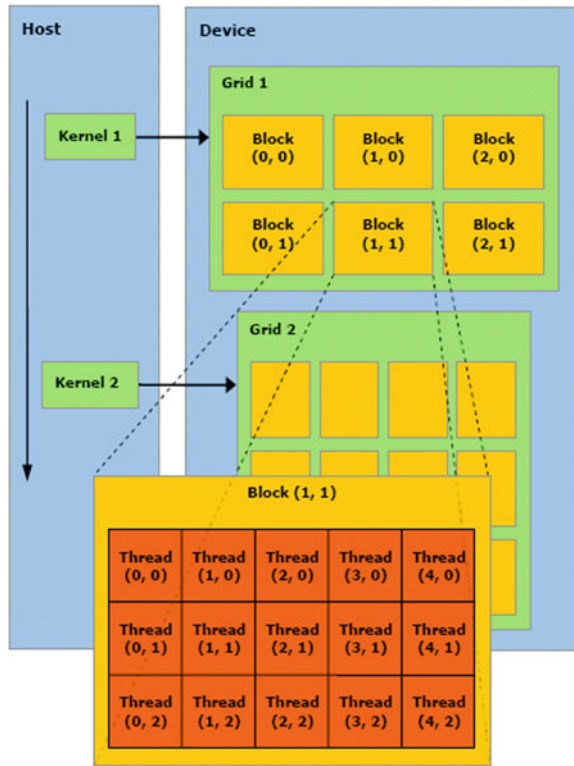 Host
Device
Grid 1
Kernel 1
Block
(0, 0)
Block
(1, 0)
Block
(2, 0)
Block
(0, 1)
Block
(1, 1)
Block
(2, 1)
Grid 2
Kernel 2
Block (1, 1)
Thread
(0, 0)
Thread
(1, 0)
Thread
(2, 0)
Thread
(3, 0)
Thread
(4, 0)
Thread
(0, 1)
Thread
(1, 1)
Thread
(2, 1)
Thread
(3, 1)
Thread
(4, 1)
Thread
(0, 2)
Thread
(1, 2)
Thread
(2, 2)
Thread
(3, 2)
Thread
(4, 2)